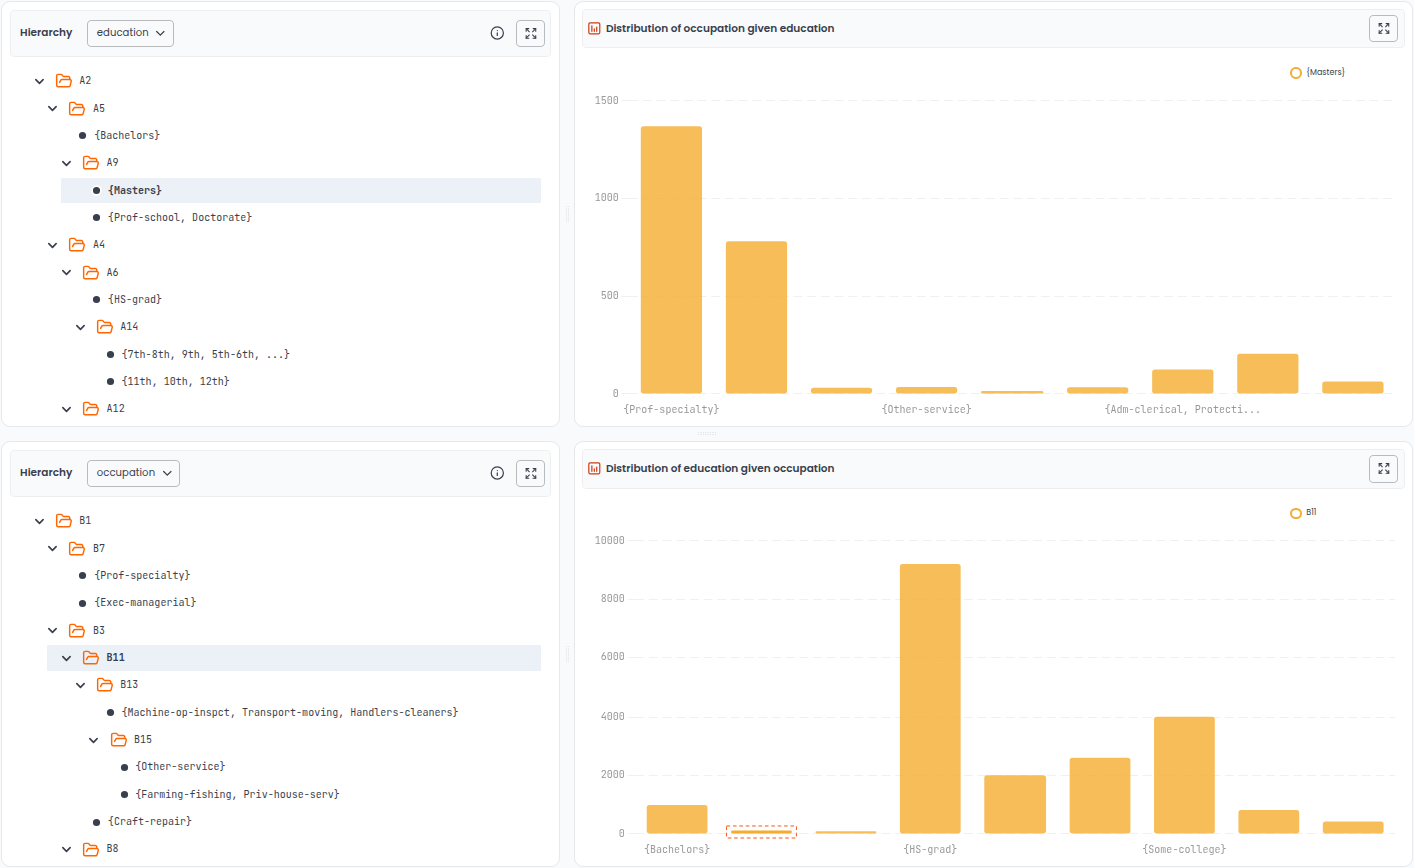 Hierarchy education
A2
A5
{Bachelors}
A9
{Masters}
{Prof-school, Doctorate}
A4
A6
{HS-grad}
A14
{7th-8th, 9th, 5th-6th, ...}
{11th, 10th, 12th}
A12
Distribution of occupation given education
{Masters}
1500
1000
500
0
{Prof-specialty} {Other-service} {Adm-clerical, Protecti...
Hierarchy occupation
B1
B7
{Prof-specialty}
{Exec-managerial}
B3
B11
B13
{Machine-op-inspct, Transport-moving, Handlers-cleaners}
B15
{Other-service}
{Farming-fishing, Priv-house-serv}
{Craft-repair}
B8
Distribution of education given occupation
B11
10000
8000
6000
4000
2000
0
{Bachelors} {HS-grad} {Some-college}